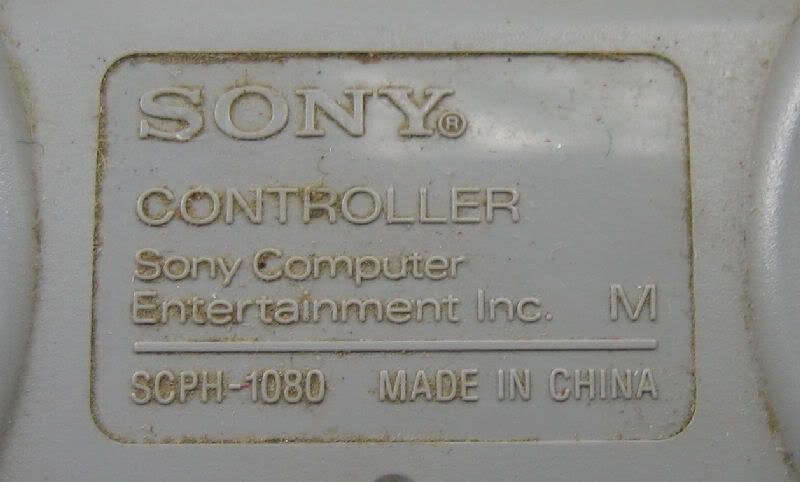 SONY®
CONTROLLER
Sony Computer
Entertainment Inc. M
SCPH-1080 MADE IN CHINA